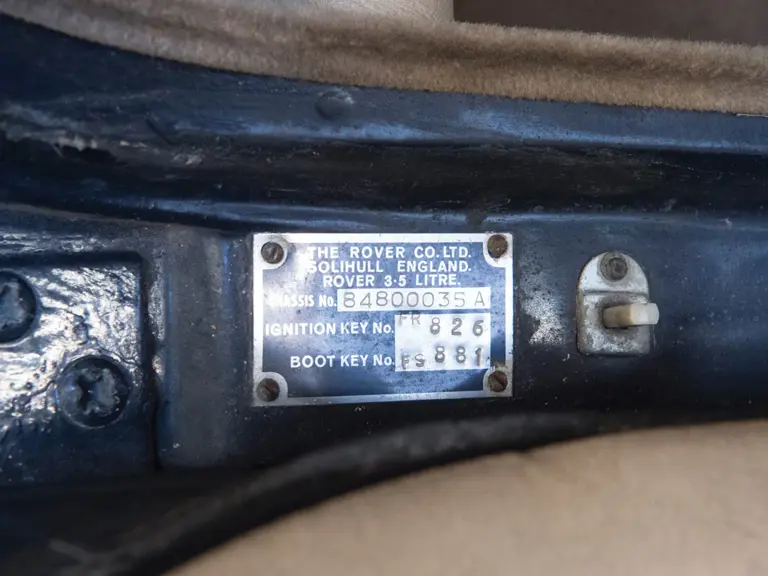 THE ROVER CO. LTD.
SOLIHULL ENGLAND.
ROVER 3·5 LITRE.
CHASSIS No. 84800035 A
IGNITION KEY No. FR 826
BOOT KEY No. FS 881